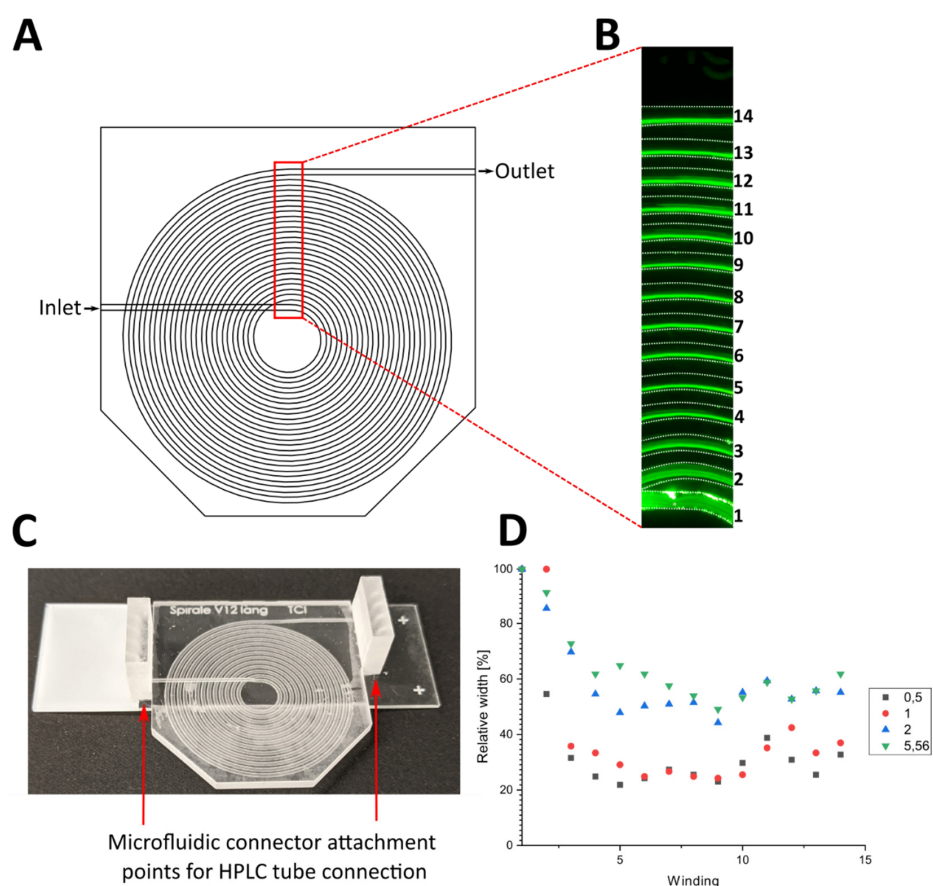 A
B
Outlet
Inlet
14
13
12
11
10
9
8
7
6
5
4
3
2
1
C
Spirale V12 lang TCI
Microfluidic connector attachment
points for HPLC tube connection
D
Relative width [%]
100
80
60
40
20
0
5
10
15
Winding
0,5
1
2
5,56